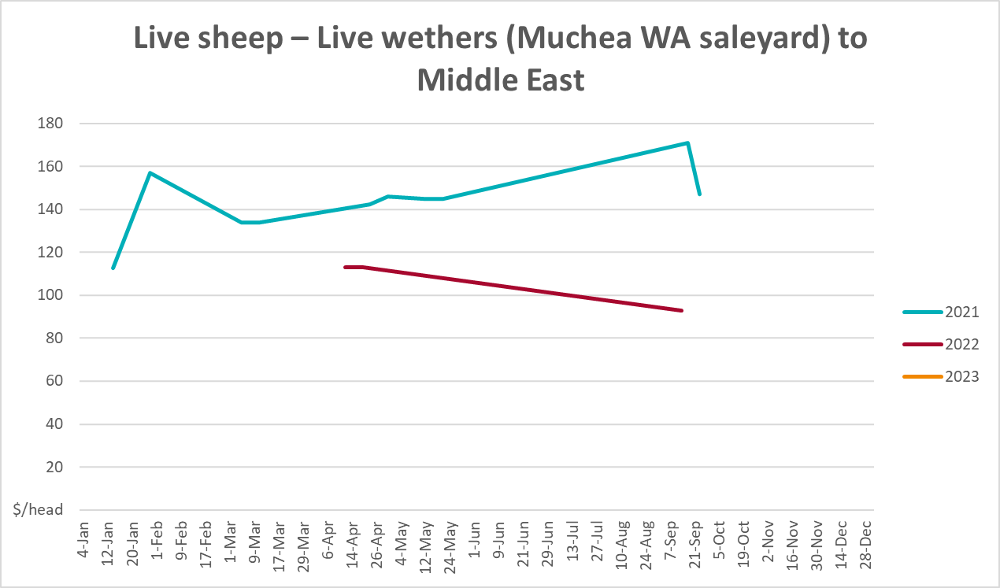 Live sheep – Live wethers (Muchea WA saleyard) to
Middle East
180
160
140
120
100
80
60
40
20
$/head
4-Jan
12-Jan
20-Jan
1-Feb
9-Feb
17-Feb
1-Mar
9-Mar
17-Mar
29-Mar
6-Apr
14-Apr
26-Apr
4-May
12-May
24-May
1-Jun
9-Jun
21-Jun
29-Jun
13-Jul
27-Jul
10-Aug
24-Aug
7-Sep
21-Sep
5-Oct
19-Oct
2-Nov
16-Nov
30-Nov
14-Dec
28-Dec
2021
2022
2023